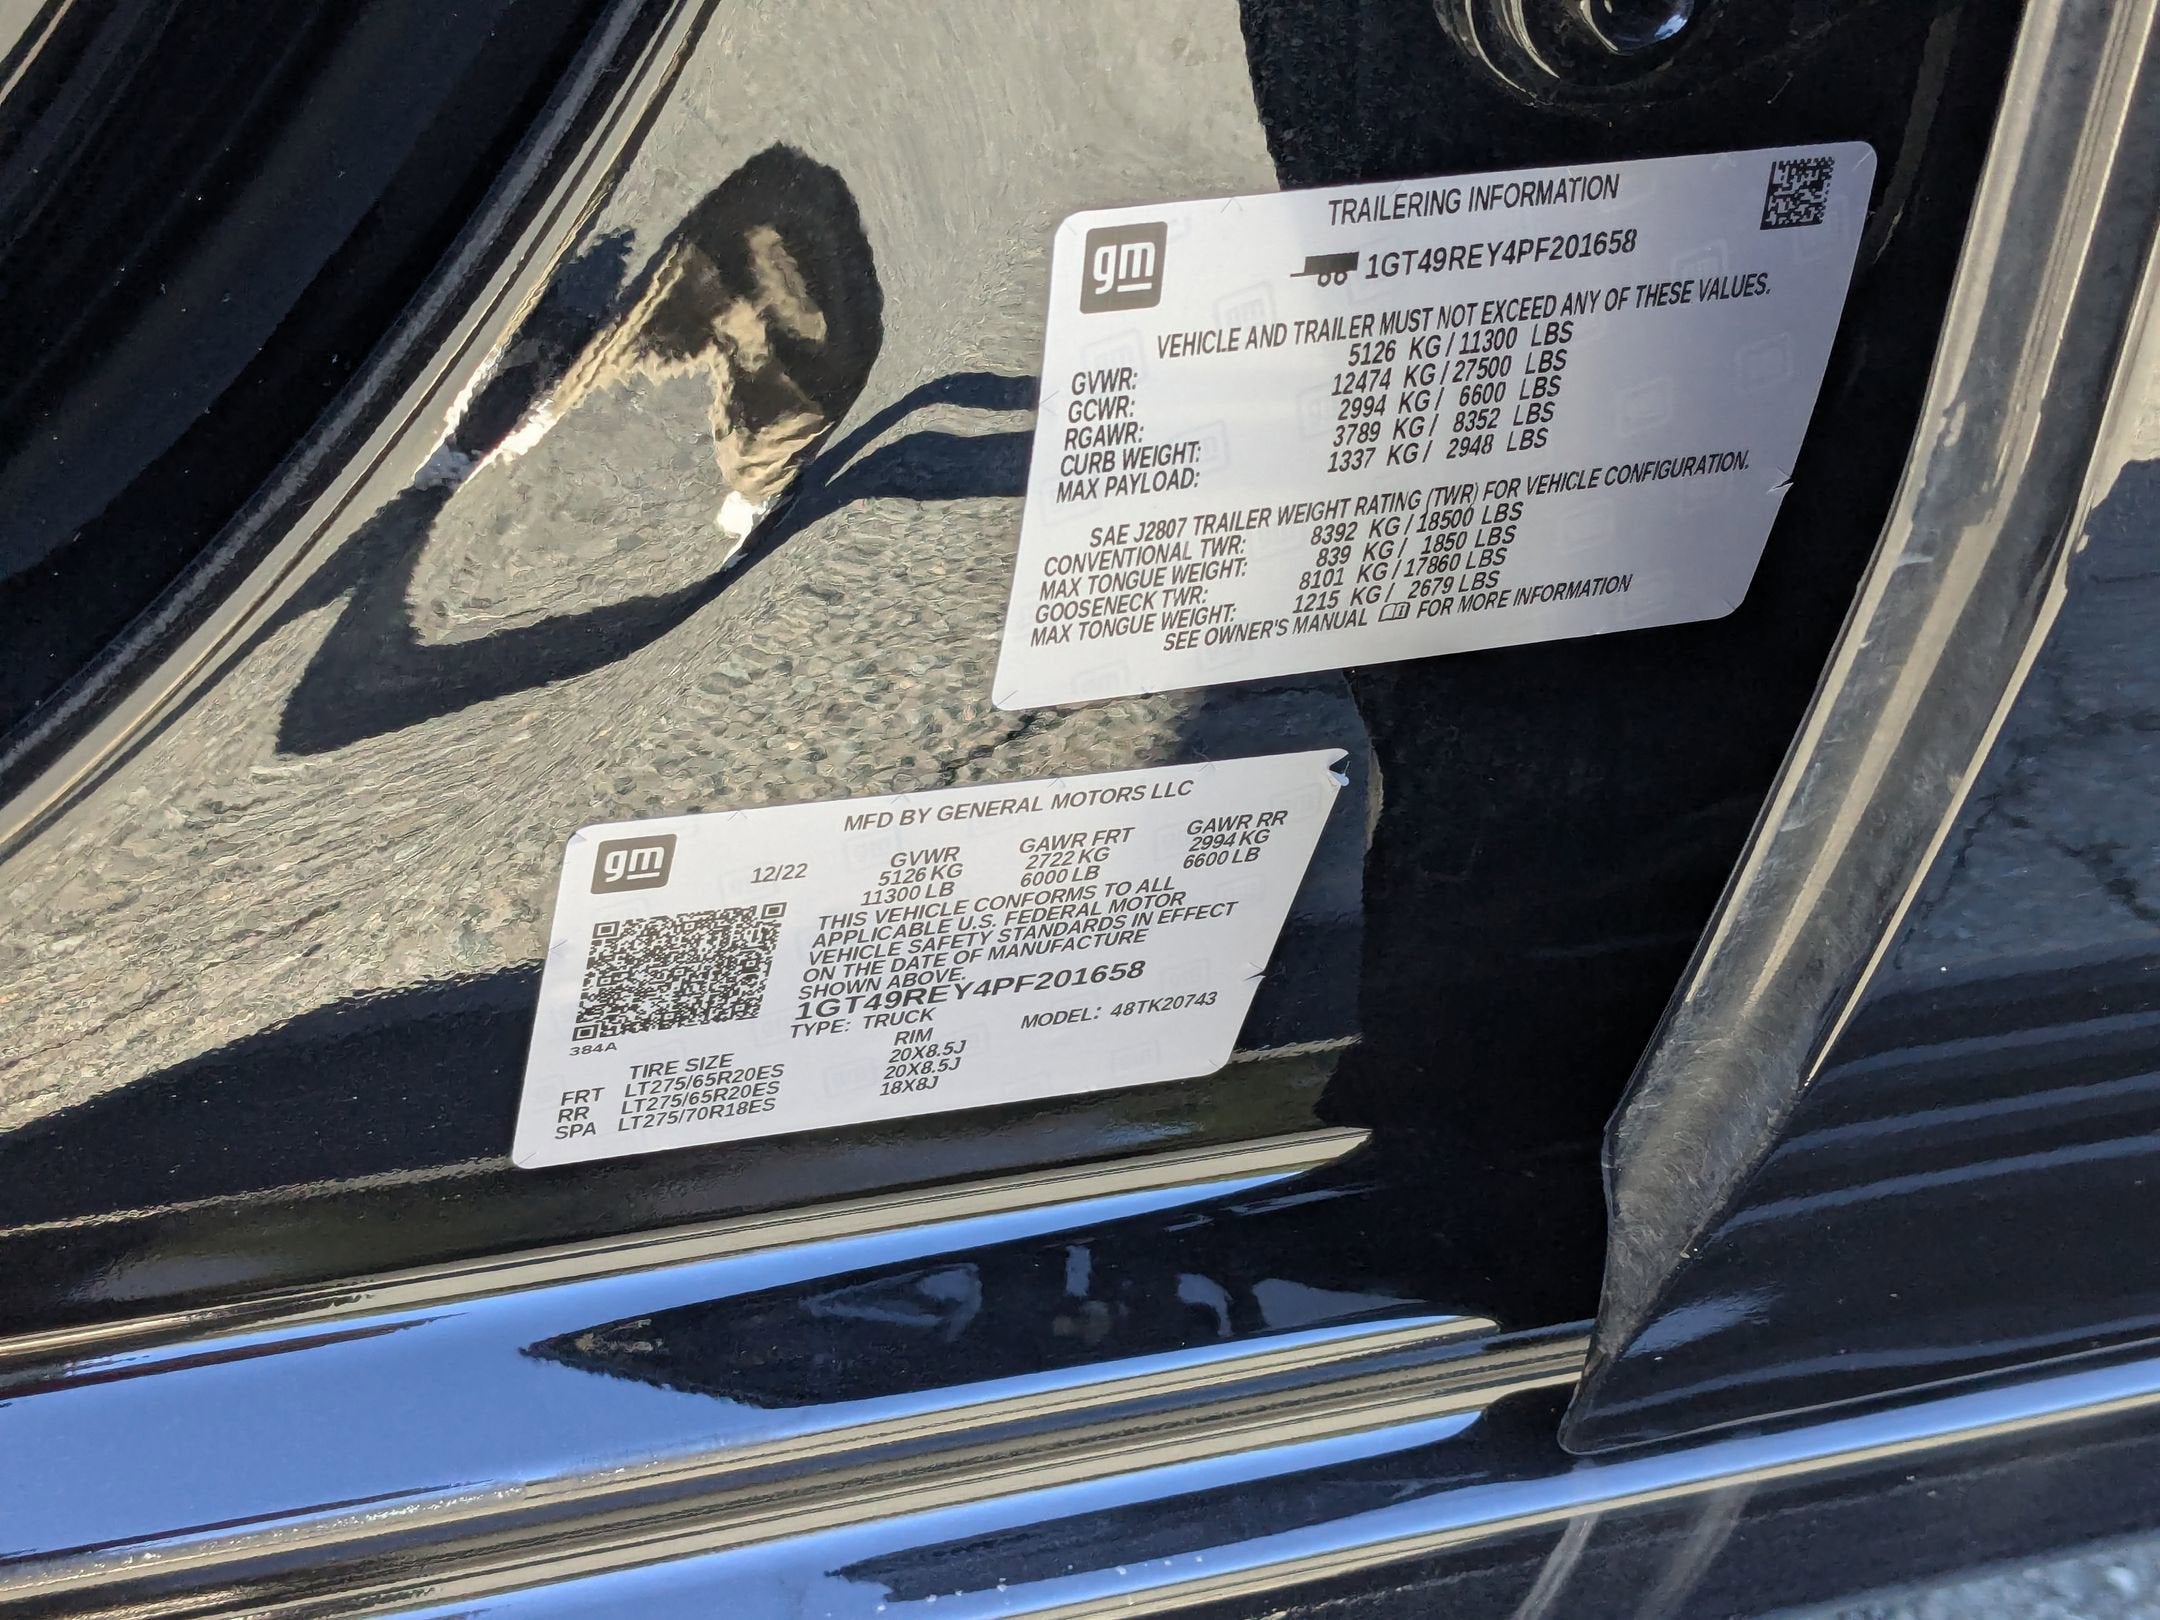 gm
TRAILERING INFORMATION
1GT49REY4PF201658
VEHICLE AND TRAILER MUST NOT EXCEED ANY OF THESE VALUES.
GVWR: 5126 KG / 11300 LBS
GCWR: 12474 KG / 27500 LBS
RGAWR: 2994 KG / 6600 LBS
CURB WEIGHT: 3789 KG / 8352 LBS
MAX PAYLOAD: 1337 KG / 2948 LBS
SAE J2807 TRAILER WEIGHT RATING (TWR) FOR VEHICLE CONFIGURATION.
CONVENTIONAL TWR: 8392 KG / 18500 LBS
MAX TONGUE WEIGHT: 839 KG / 1850 LBS
GOOSENECK TWR: 8101 KG / 17860 LBS
MAX TONGUE WEIGHT: 1215 KG / 2679 LBS
SEE OWNER'S MANUAL FOR MORE INFORMATION
gm
MFD BY GENERAL MOTORS LLC
12/22
GVWR GAWR FRT GAWR RR
5126 KG 2722 KG 2994 KG
11300 LB 6000 LB 6600 LB
THIS VEHICLE CONFORMS TO ALL
APPLICABLE U.S. FEDERAL MOTOR
VEHICLE SAFETY STANDARDS IN EFFECT
ON THE DATE OF MANUFACTURE
SHOWN ABOVE.
1GT49REY4PF201658
TYPE: TRUCK MODEL: 48TK20743
384A
TIRE SIZE RIM
FRT LT275/65R20ES 20X8.5J
RR LT275/65R20ES 20X8.5J
SPA LT275/70R18ES 18X8J